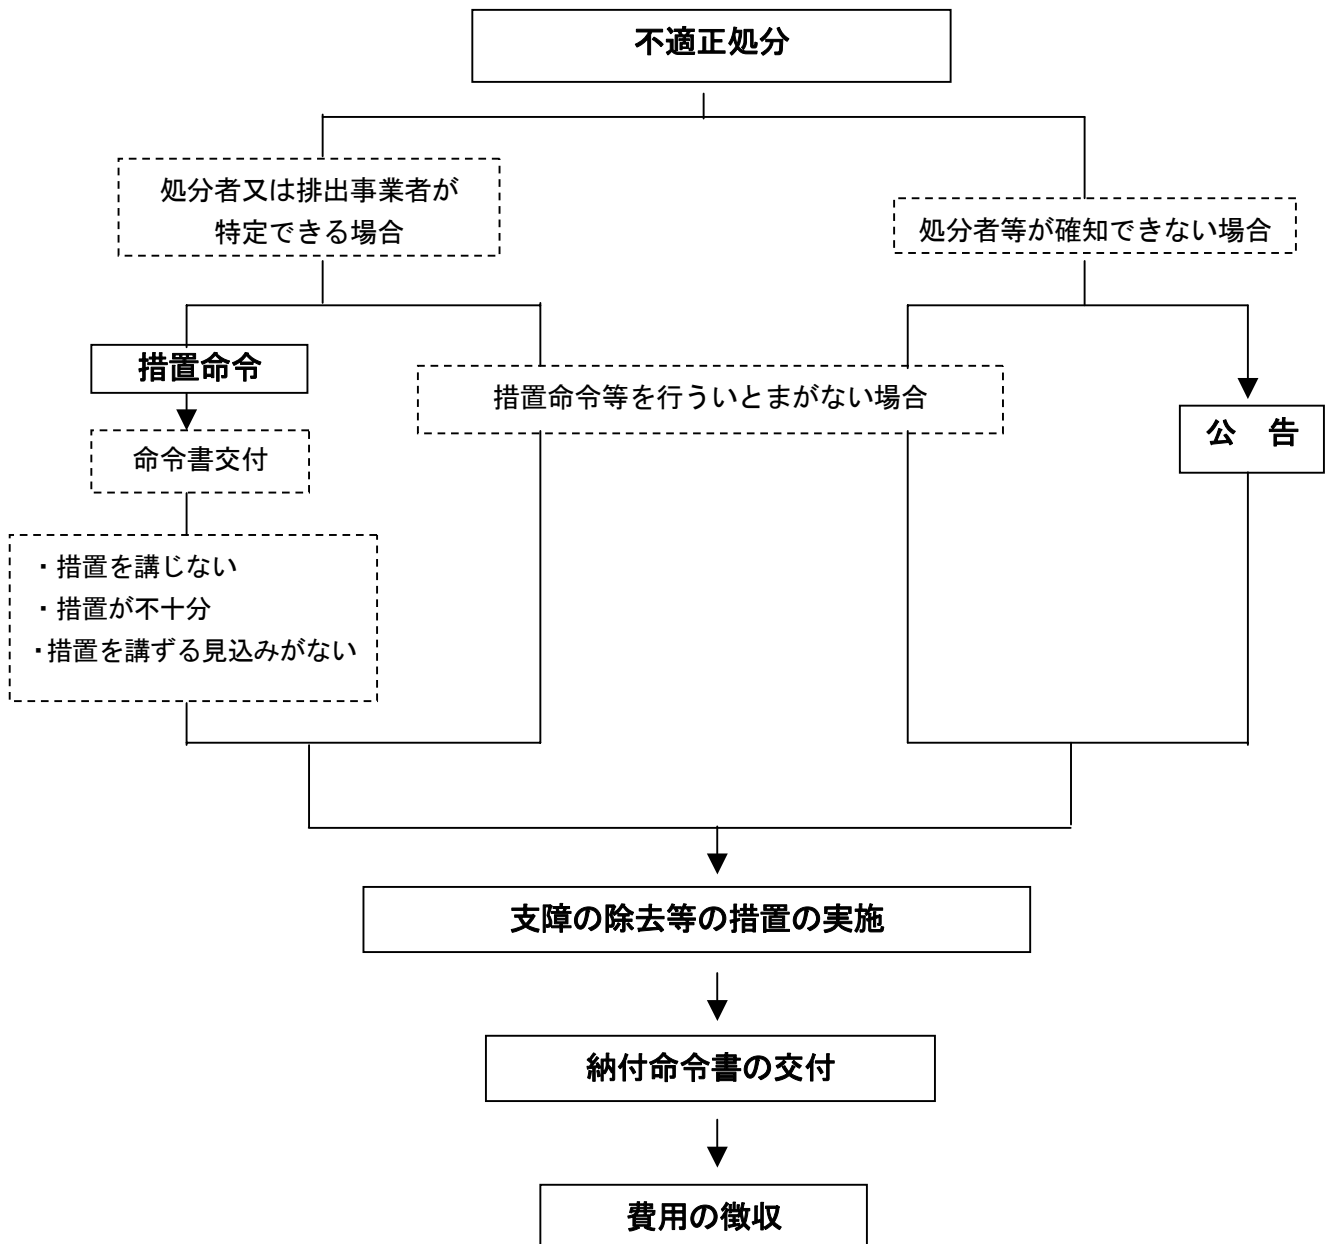 不適正処分
処分者又は排出事業者が
特定できる場合
処分者等が確知できない場合
措置命令
措置命令等を行ういとまがない場合
公　告
命令書交付
・措置を講じない
・措置が不十分
・措置を講ずる見込みがない
支障の除去等の措置の実施
納付命令書の交付
費用の徴収